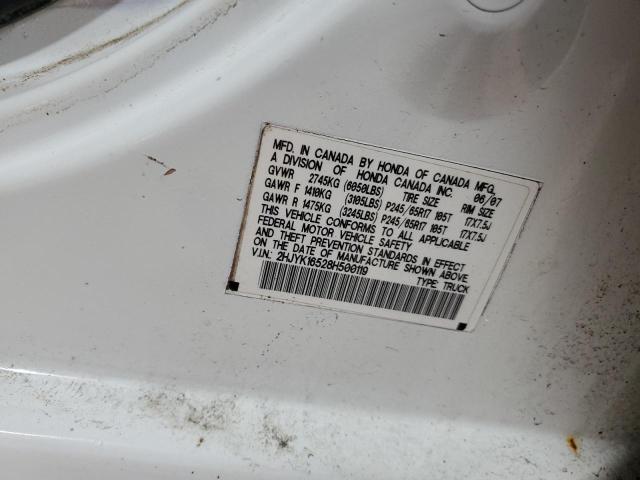 MFD. IN CANADA BY HONDA OF CANADA MFG.
A DIVISION OF HONDA CANADA INC. 06/07
GVWR 2745KG (6050LBS) TIRE SIZE RIM SIZE
GAWR F 1410KG (3105LBS) P245/65R17 105T 17X7.5J
GAWR R 1475KG (3245LBS) P245/65R17 105T 17X7.5J
THIS VEHICLE CONFORMS TO ALL APPLICABLE
FEDERAL MOTOR VEHICLE SAFETY
AND THEFT PREVENTION STANDARDS IN EFFECT
ON THE DATE OF MANUFACTURE SHOWN ABOVE
V.I.N: 2HJYK16528H500119 TYPE: TRUCK